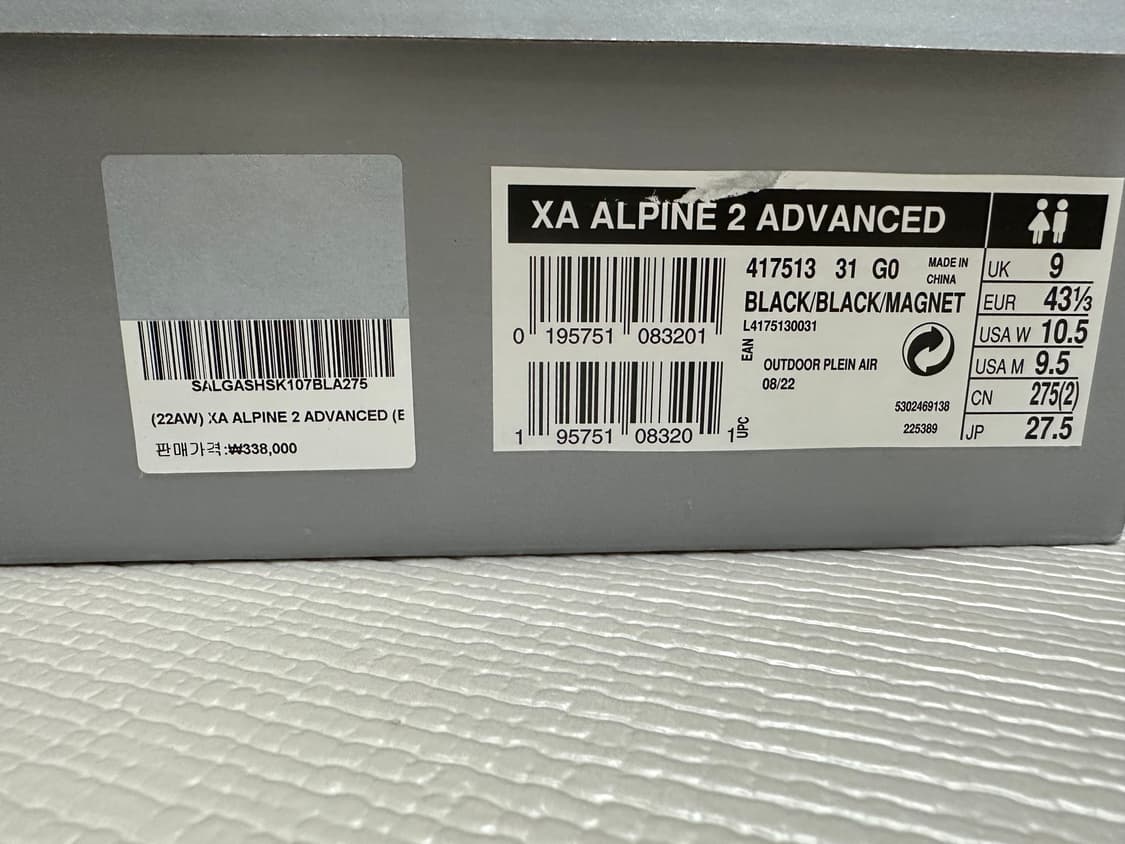 SALGASHSK107BLA275
(22AW) XA ALPINE 2 ADVANCED (E
판매가격:₩338,000
XA ALPINE 2 ADVANCED
0 195751 083201
417513 31 G0
MADE IN
CHINA
BLACK/BLACK/MAGNET
L4175130031
EAN
OUTDOOR PLEIN AIR
08/22
5302469138
225389
1 95751 08320 1
UPC
UK 9
EUR 43⅓
USA W 10.5
USA M 9.5
CN 275(2)
JP 27.5